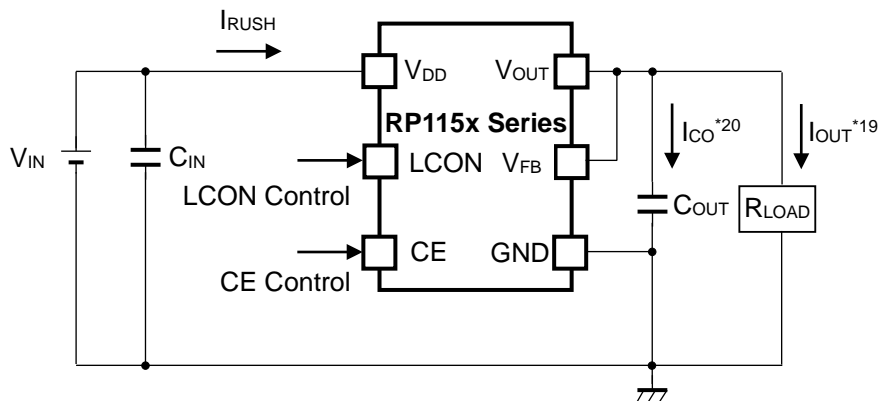 IRUSH
VDD
VOUT
RP115x Series
ICO*20
IOUT*19
VIN
CIN
LCON
VFB
LCON Control
COUT
RLOAD
CE
GND
CE Control